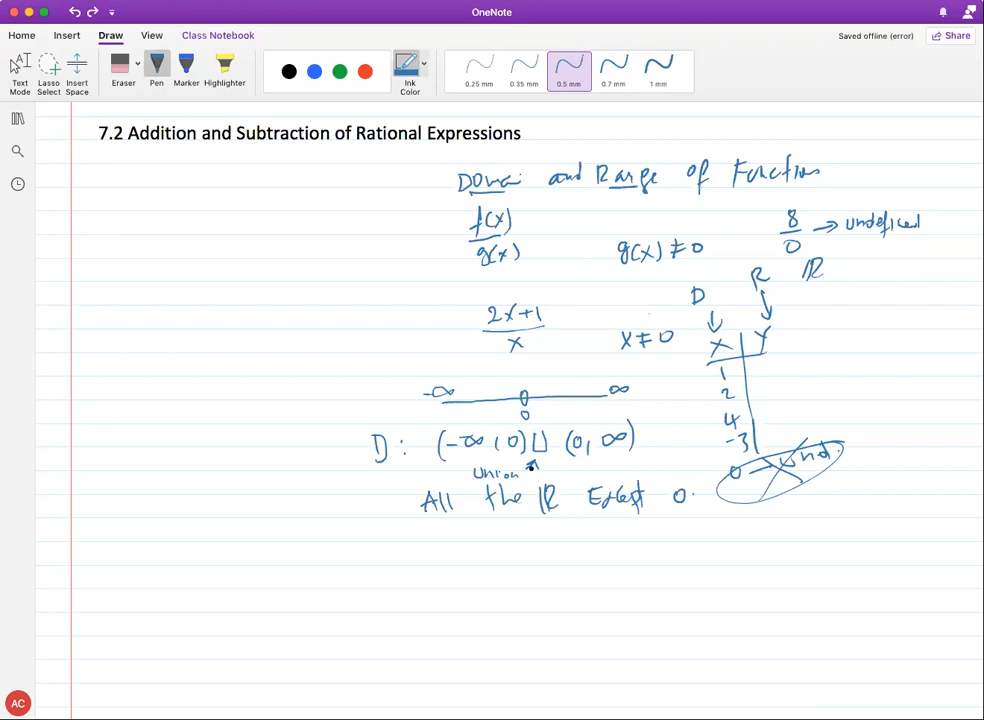 OneNote
Home Insert Draw View Class Notebook Saved offline (error) Share
Text Mode Lasso Select Insert Space Eraser Pen Marker Highlighter Ink Color 0.25 mm 0.35 mm 0.5 mm 0.7 mm 1 mm
7.2 Addition and Subtraction of Rational Expressions
and Range of Function
f(x)/g(x) g(x) ≠ 0 8/0 → undefined
R ℝ
D
(2x+1)/x x ≠ 0 X | Y
1
2
-∞ 0 ∞
4
D: (-∞, 0) ∪ (0, ∞) -3
union 0 → und.
All the ℝ Except 0.
AC